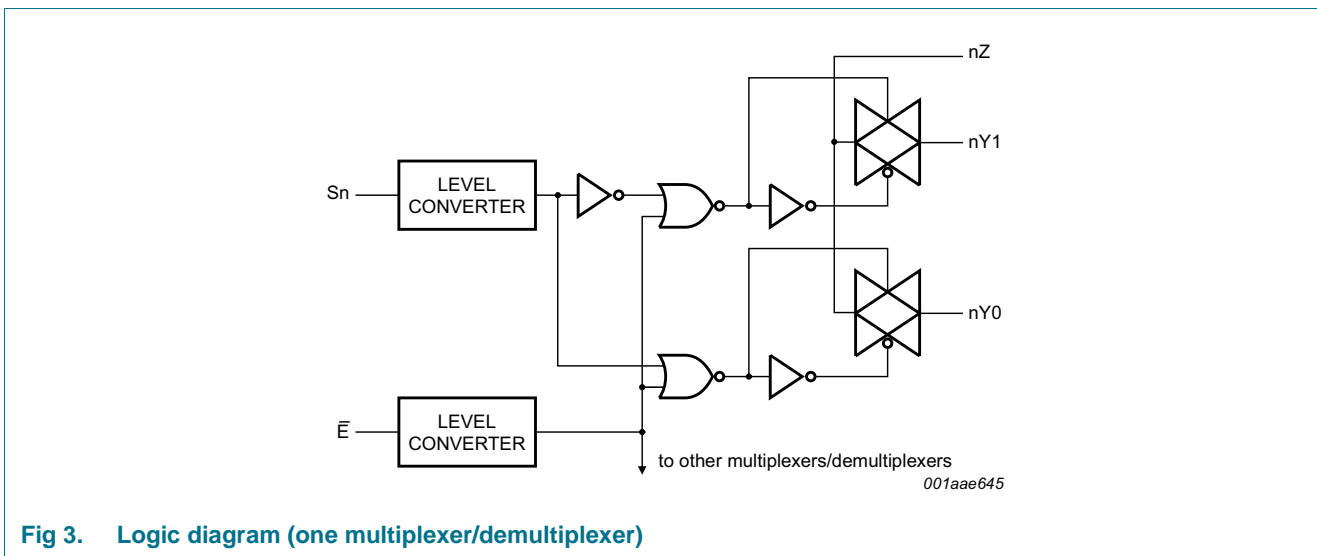 nZ
nY1
Sn
LEVEL
CONVERTER
nY0
E̅
LEVEL
CONVERTER
to other multiplexers/demultiplexers
001aae645
Fig 3. Logic diagram (one multiplexer/demultiplexer)